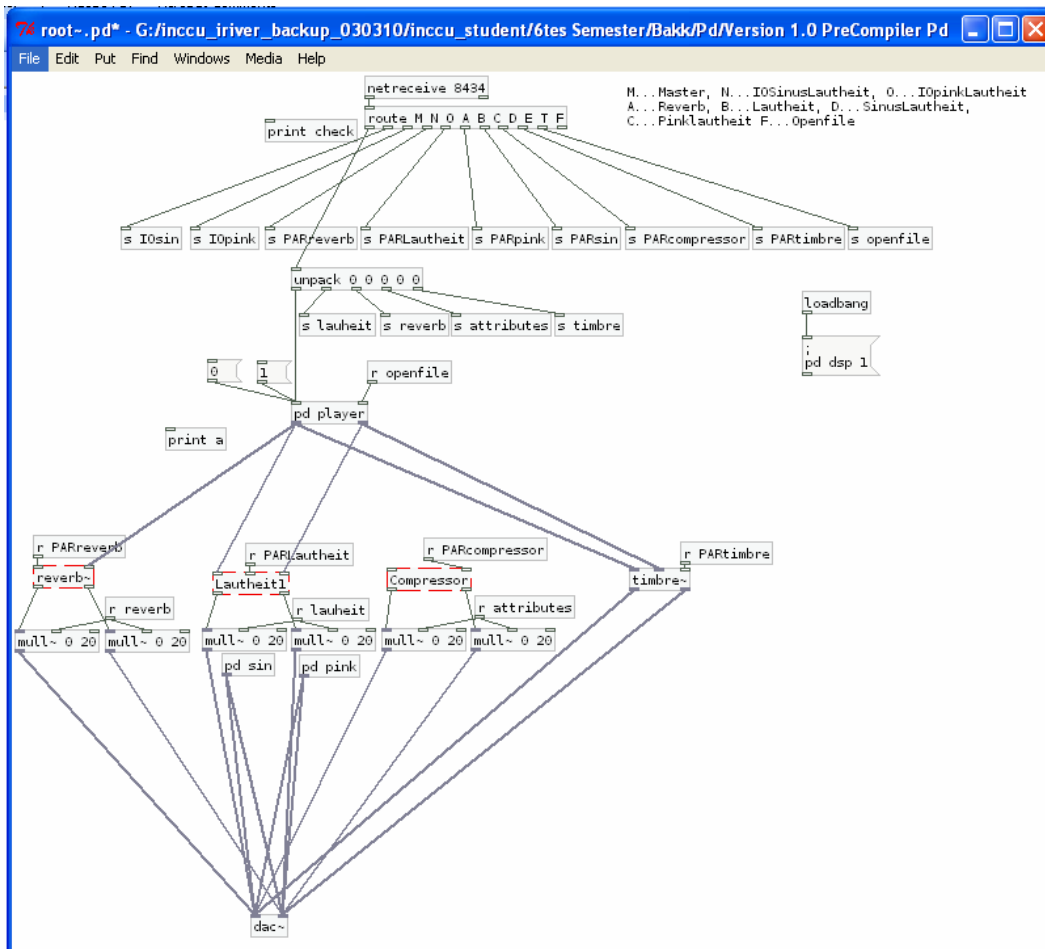 root~.pd* - G:/inccu_iriver_backup_030310/inccu_student/6tes Semester/Bakk/Pd/Version 1.0 PreCompiler Pd
File Edit Put Find Windows Media Help
netreceive 8434
M...Master, N...IOSinusLautheit, O...IOpinkLautheit
A...Reverb, B...Lautheit, D...SinusLautheit,
C...Pinklautheit F...Openfile
print check
route M N O A B C D E T F
s IOsin
s IOpink
s PARreverb
s PARLautheit
s PARpink
s PARsin
s PARcompressor
s PARtimbre
s openfile
unpack 0 0 0 0 0
loadbang
s lauheit
s reverb
s attributes
s timbre
;
pd dsp 1
0
1
r openfile
pd player
print a
r PARreverb
r PARLautheit
r PARcompressor
r PARtimbre
reverb~
Lautheit1
Compressor
timbre~
r reverb
r lauheit
r attributes
mull~ 0 20
mull~ 0 20
mull~ 0 20
mull~ 0 20
mull~ 0 20
mull~ 0 20
pd sin
pd pink
dac~